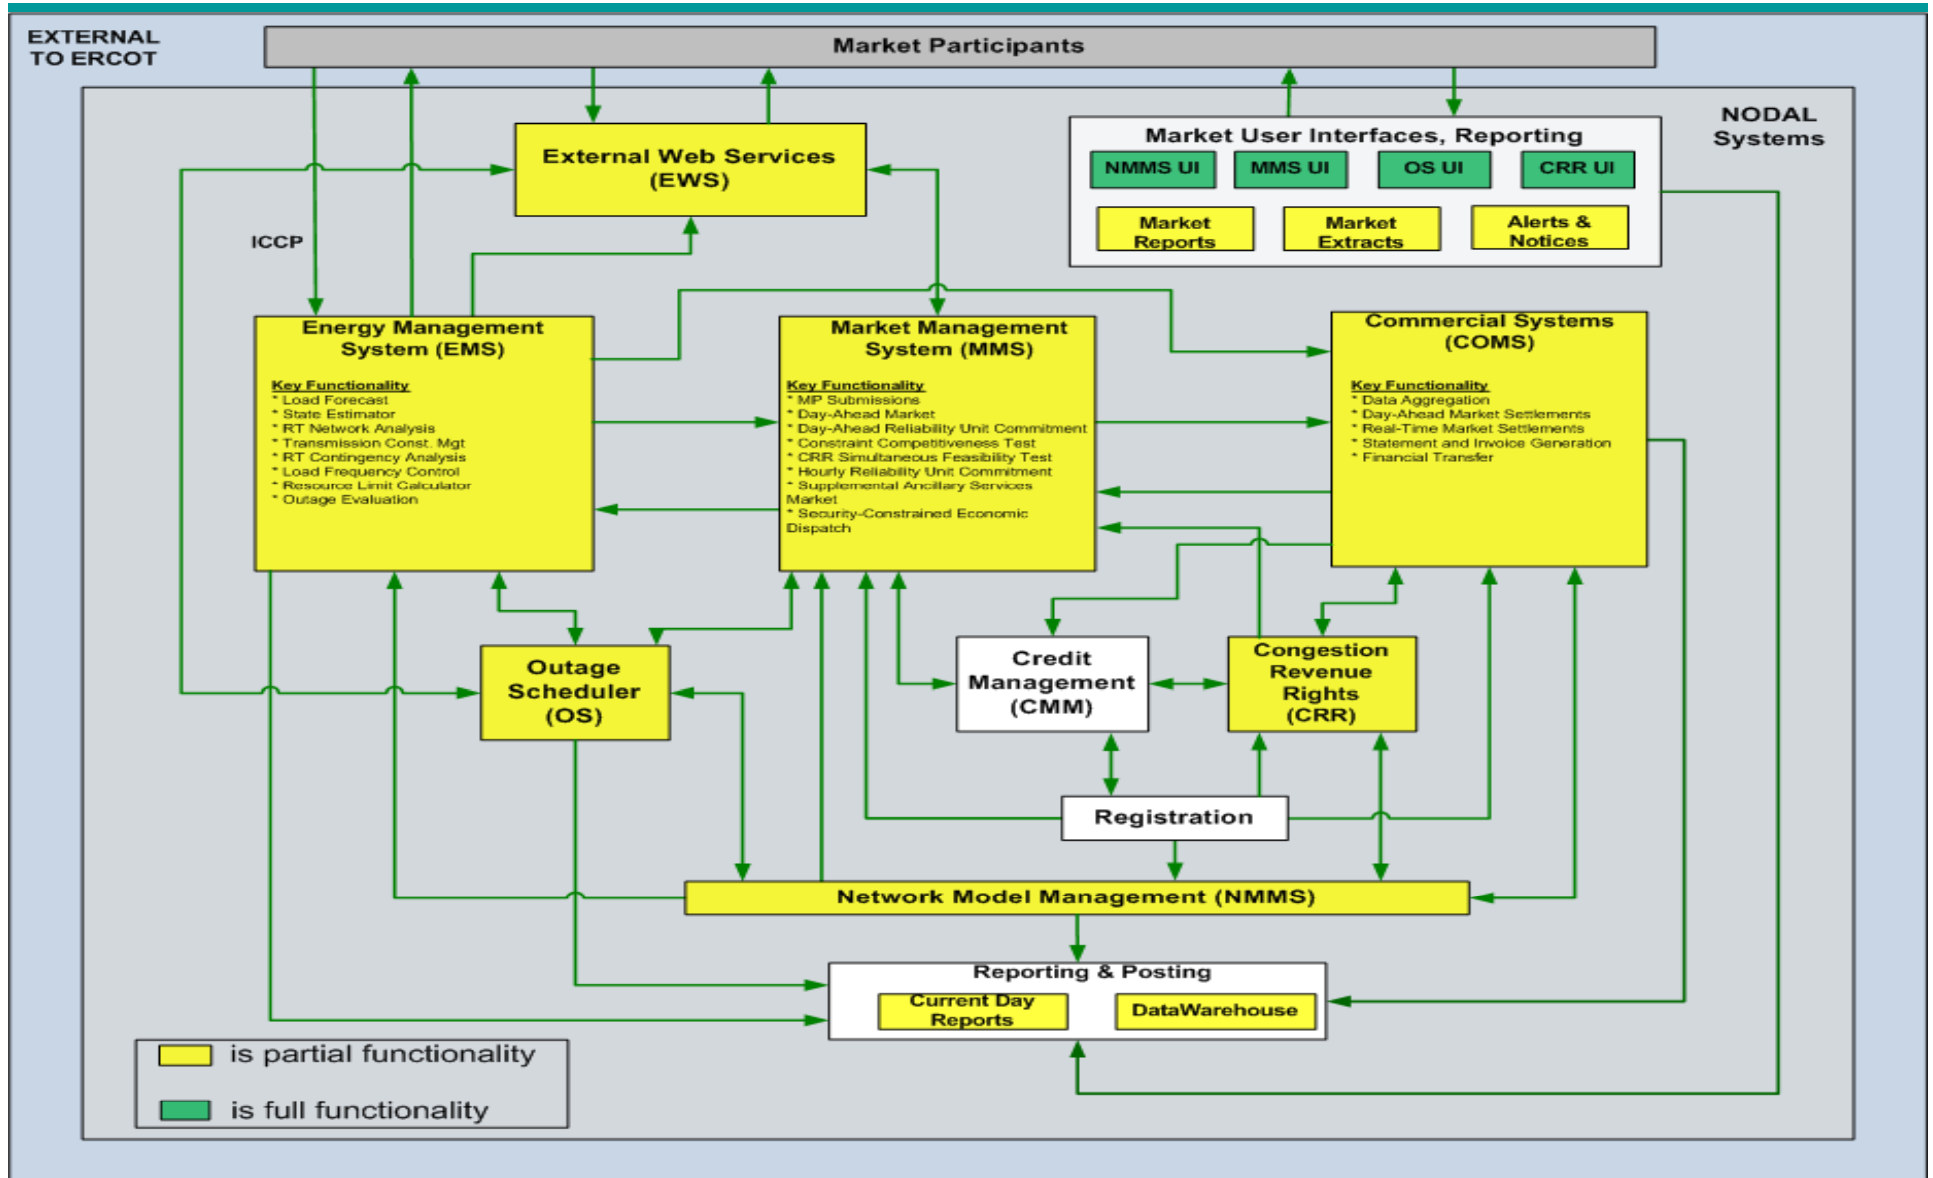 EXTERNAL
TO ERCOT
Market Participants
NODAL
Systems
External Web Services
(EWS)
Market User Interfaces, Reporting
NMMS UI
MMS UI
OS UI
CRR UI
Market
Reports
Market
Extracts
Alerts &
Notices
ICCP
Energy Management
System (EMS)
Key Functionality
* Load Forecast
* State Estimator
* RT Network Analysis
* Transmission Const. Mgt
* RT Contingency Analysis
* Load Frequency Control
* Resource Limit Calculator
* Outage Evaluation
Market Management
System (MMS)
Key Functionality
* MP Submissions
* Day-Ahead Market
* Day-Ahead Reliability Unit Commitment
* Constraint Competitiveness Test
* CRR Simultaneous Feasibility Test
* Hourly Reliability Unit Commitment
* Supplemental Ancillary Services
Market
* Security-Constrained Economic
Dispatch
Commercial Systems
(COMS)
Key Functionality
* Data Aggregation
* Day-Ahead Market Settlements
* Real-Time Market Settlements
* Statement and Invoice Generation
* Financial Transfer
Outage
Scheduler
(OS)
Credit
Management
(CMM)
Congestion
Revenue
Rights
(CRR)
Registration
Network Model Management (NMMS)
Reporting & Posting
Current Day
Reports
DataWarehouse
is partial functionality
is full functionality